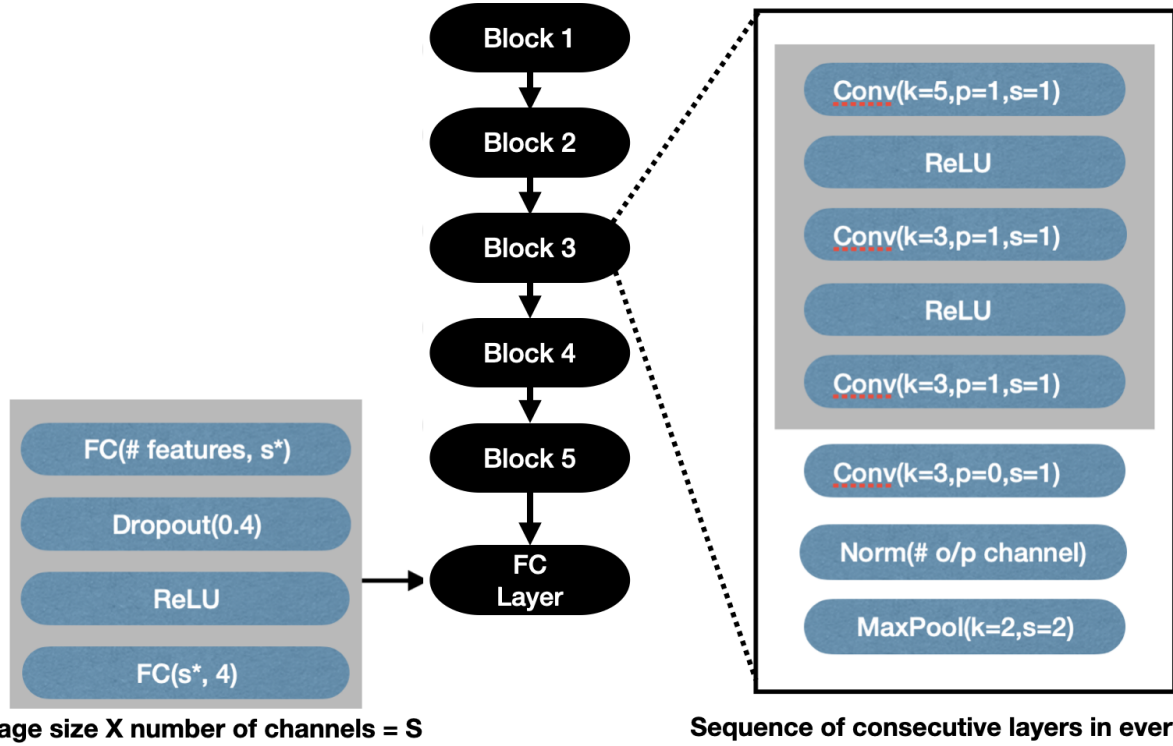 Block 1
Block 2
Block 3
Block 4
Block 5
FC
Layer
FC(# features, s*)
Dropout(0.4)
ReLU
FC(s*, 4)
age size X number of channels = S
Conv(k=5,p=1,s=1)
ReLU
Conv(k=3,p=1,s=1)
ReLU
Conv(k=3,p=1,s=1)
Conv(k=3,p=0,s=1)
Norm(# o/p channel)
MaxPool(k=2,s=2)
Sequence of consecutive layers in ever